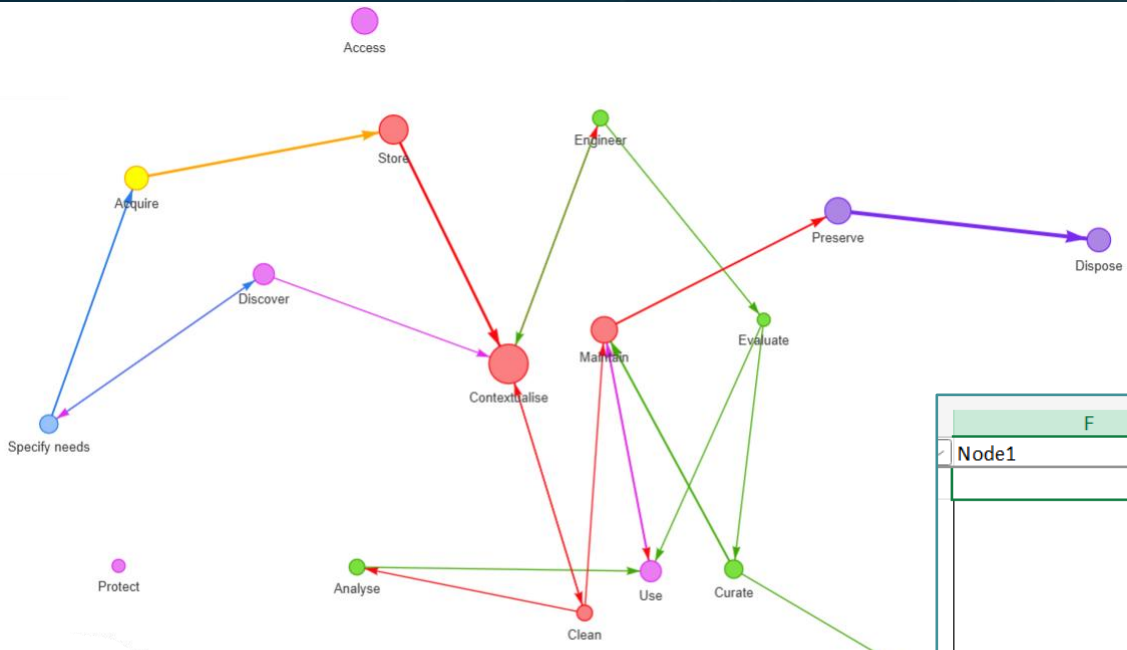 Access
Engineer
Store
Acquire
Preserve
Dispose
Discover
Evaluate
Maintain
Contextualise
Specify needs
F
Node1
Protect
Analyse
Use
Curate
Clean